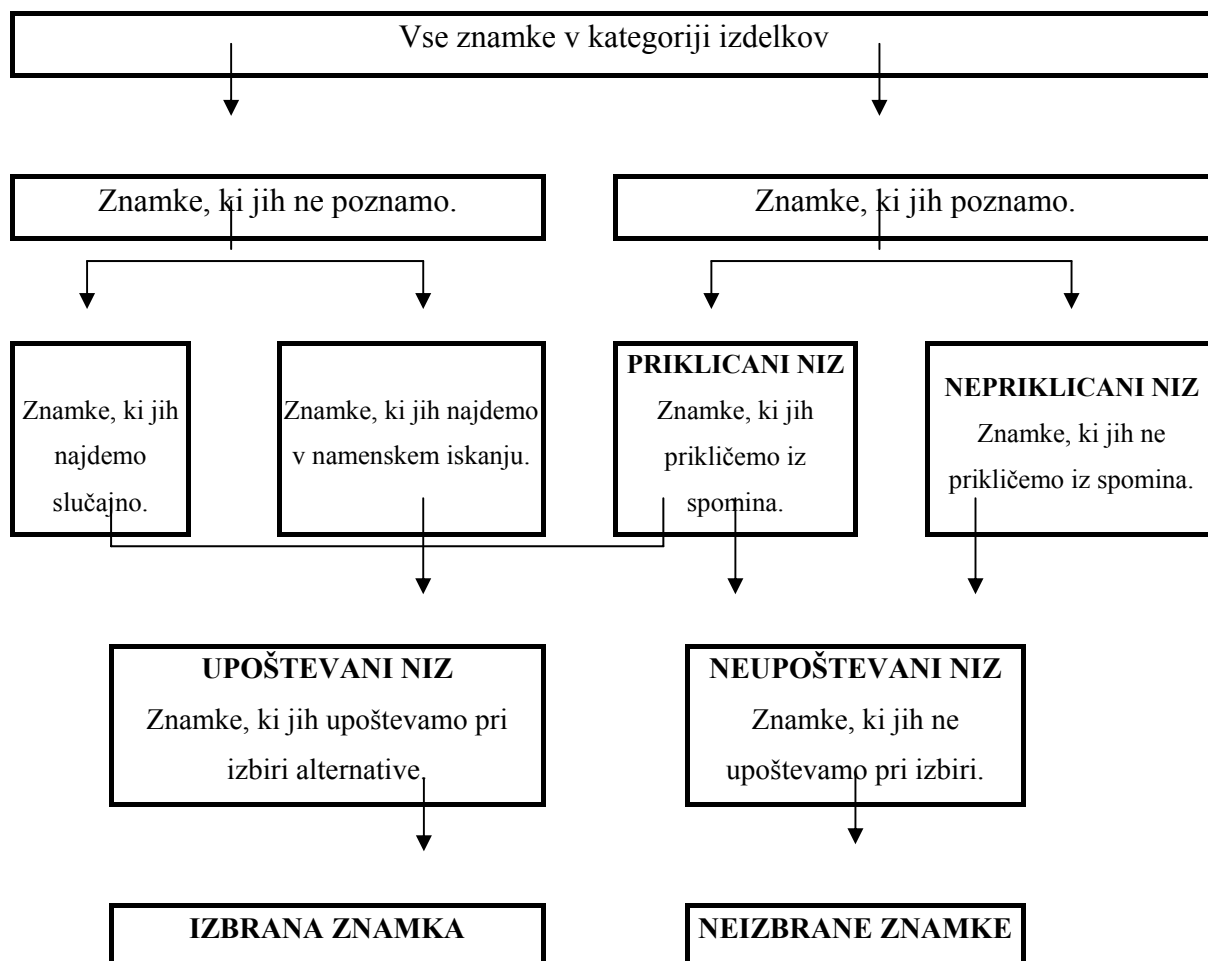 Vse znamke v kategoriji izdelkov
Znamke, ki jih ne poznamo.
Znamke, ki jih poznamo.
Znamke, ki jih
najdemo
slučajno.
Znamke, ki jih najdemo
v namenskem iskanju.
PRIKLICANI NIZ
Znamke, ki jih
prikličemo iz
spomina.
NEPRIKLICANI NIZ
Znamke, ki jih ne
prikličemo iz spomina.
UPOŠTEVANI NIZ
Znamke, ki jih upoštevamo pri
izbiri alternative.
NEUPOŠTEVANI NIZ
Znamke, ki jih ne
upoštevamo pri izbiri.
IZBRANA ZNAMKA
NEIZBRANE ZNAMKE